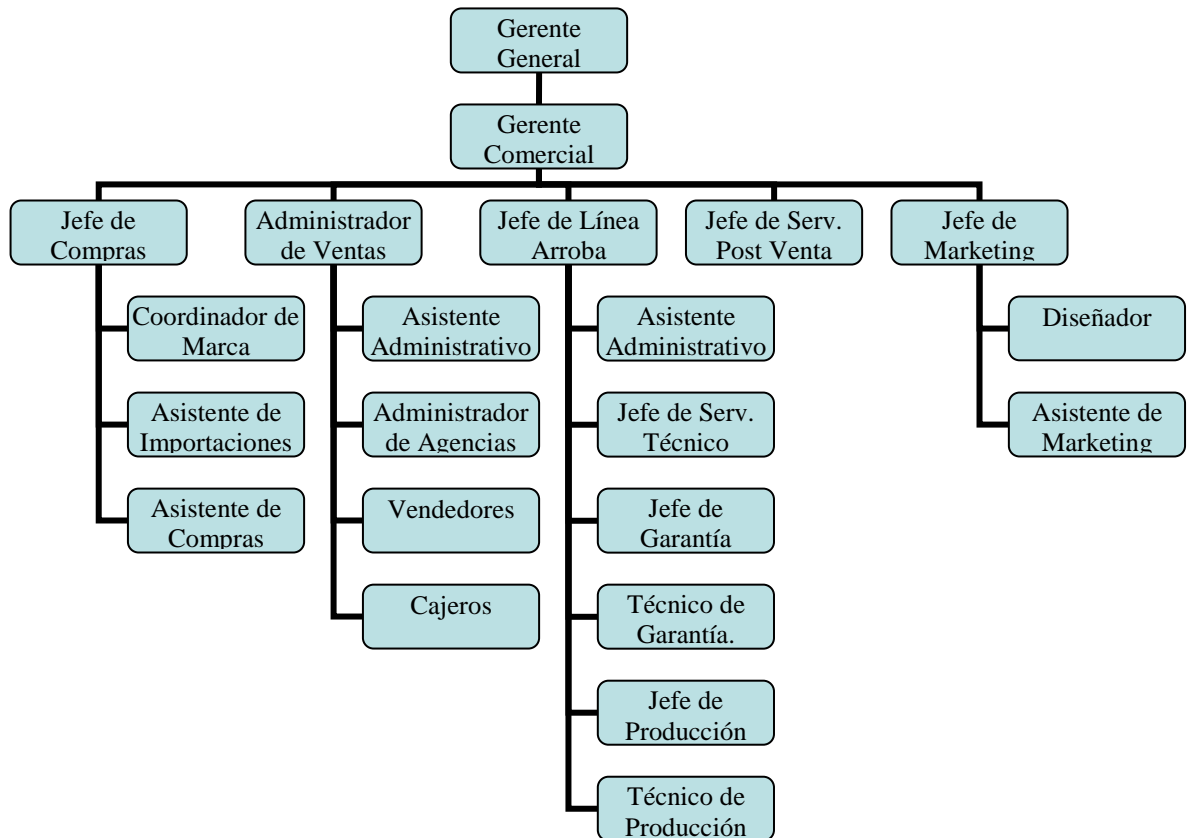 Gerente
General
Gerente
Comercial
Jefe de
Compras
Administrador
de Ventas
Jefe de Línea
Arroba
Jefe de Serv.
Post Venta
Jefe de
Marketing
Coordinador de
Marca
Asistente
Administrativo
Asistente
Administrativo
Diseñador
Asistente de
Importaciones
Administrador
de Agencias
Jefe de Serv.
Técnico
Asistente de
Marketing
Asistente de
Compras
Vendedores
Jefe de
Garantía
Cajeros
Técnico de
Garantía.
Jefe de
Producción
Técnico de
Producción